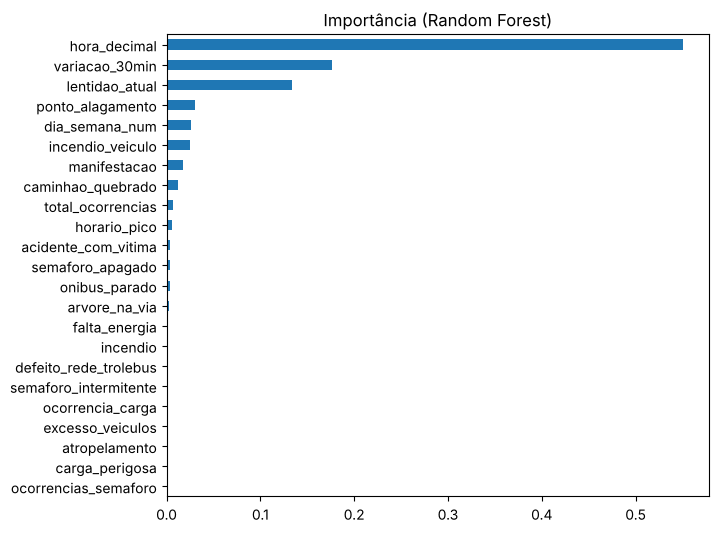 Importância (Random Forest)
hora_decimal
variacao_30min
lentidao_atual
ponto_alagamento
dia_semana_num
incendio_veiculo
manifestacao
caminhao_quebrado
total_ocorrencias
horario_pico
acidente_com_vitima
semaforo_apagado
onibus_parado
arvore_na_via
falta_energia
incendio
defeito_rede_trolebus
semaforo_intermitente
ocorrencia_carga
excesso_veiculos
atropelamento
carga_perigosa
ocorrencias_semaforo
0.0 0.1 0.2 0.3 0.4 0.5